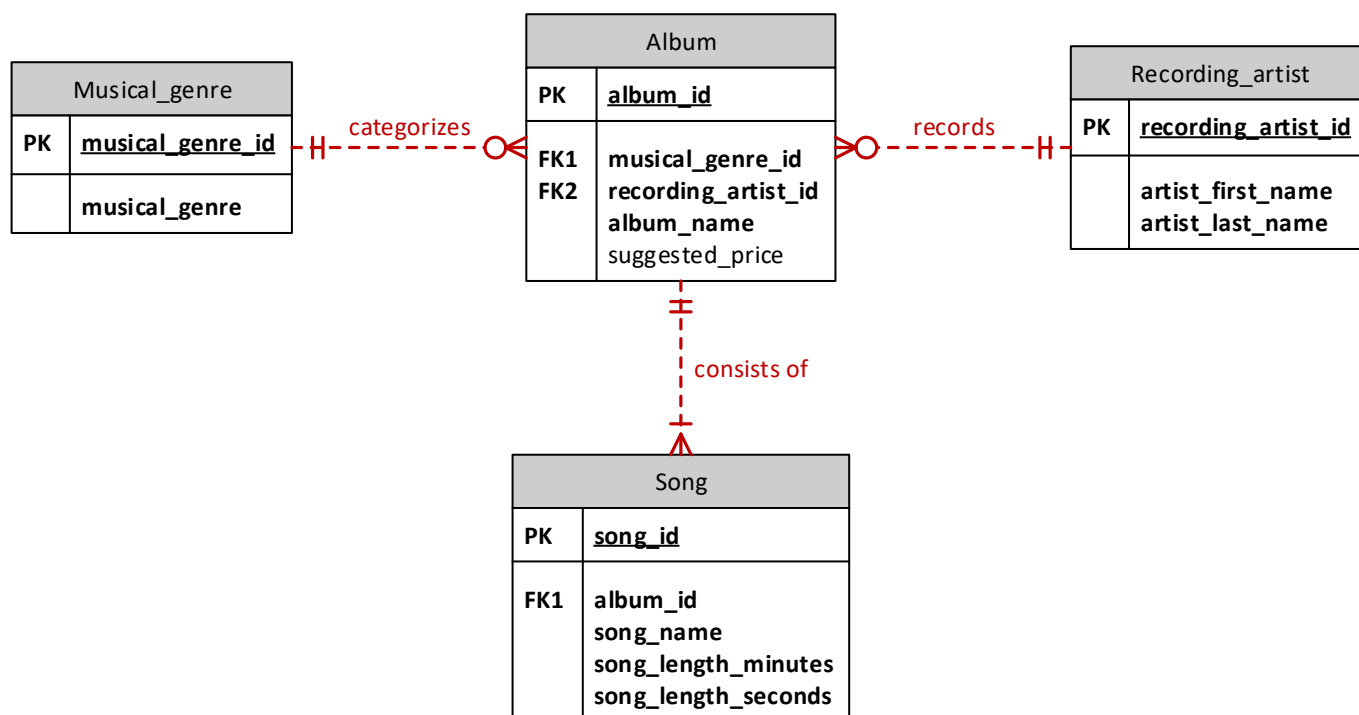 Musical_genre
PK musical_genre_id
musical_genre
categorizes
Album
PK album_id
FK1 musical_genre_id
FK2 recording_artist_id
album_name
suggested_price
records
Recording_artist
PK recording_artist_id
artist_first_name
artist_last_name
consists of
Song
PK song_id
FK1 album_id
song_name
song_length_minutes
song_length_seconds